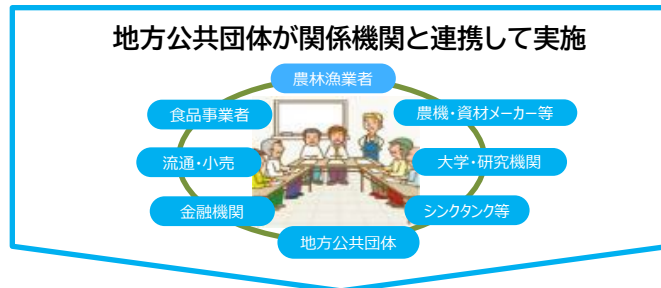 地方公共団体が関係機関と連携して実施
農林漁業者
食品事業者
農機・資材メーカー等
流通・小売
大学・研究機関
金融機関
シンクタンク等
地方公共団体